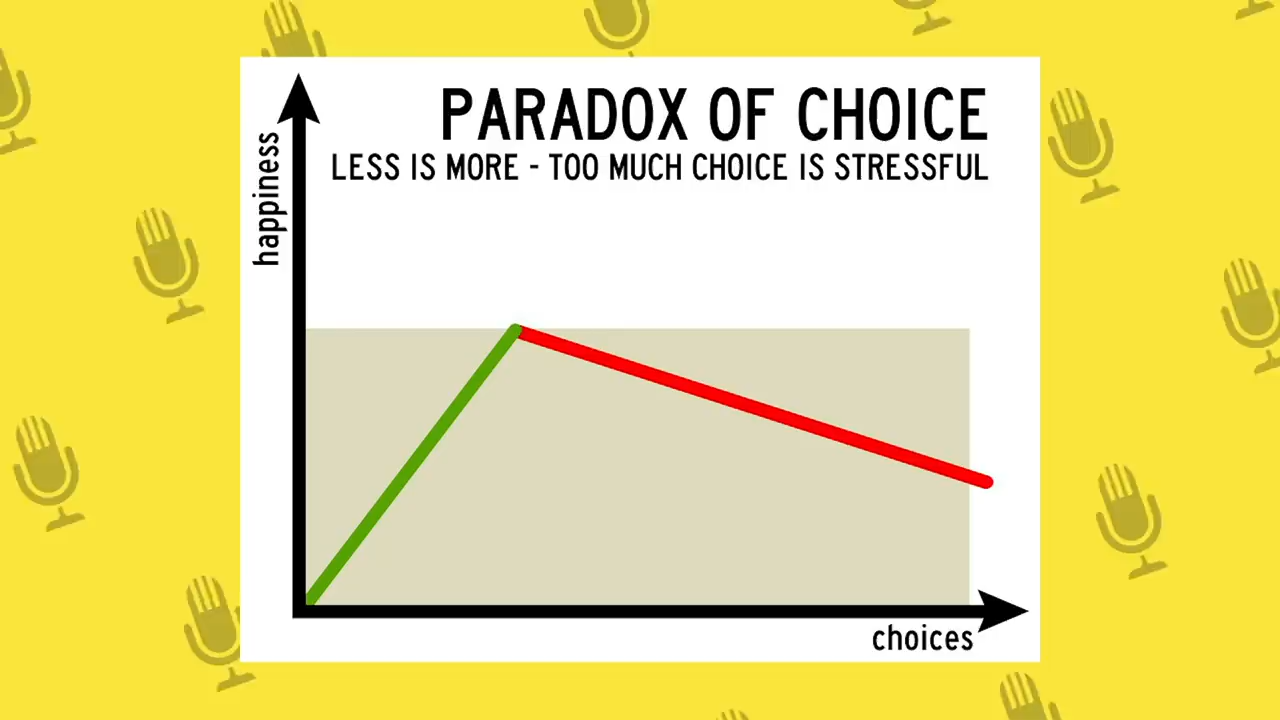 PARADOX OF CHOICE
LESS IS MORE - TOO MUCH CHOICE IS STRESSFUL
happiness
choices